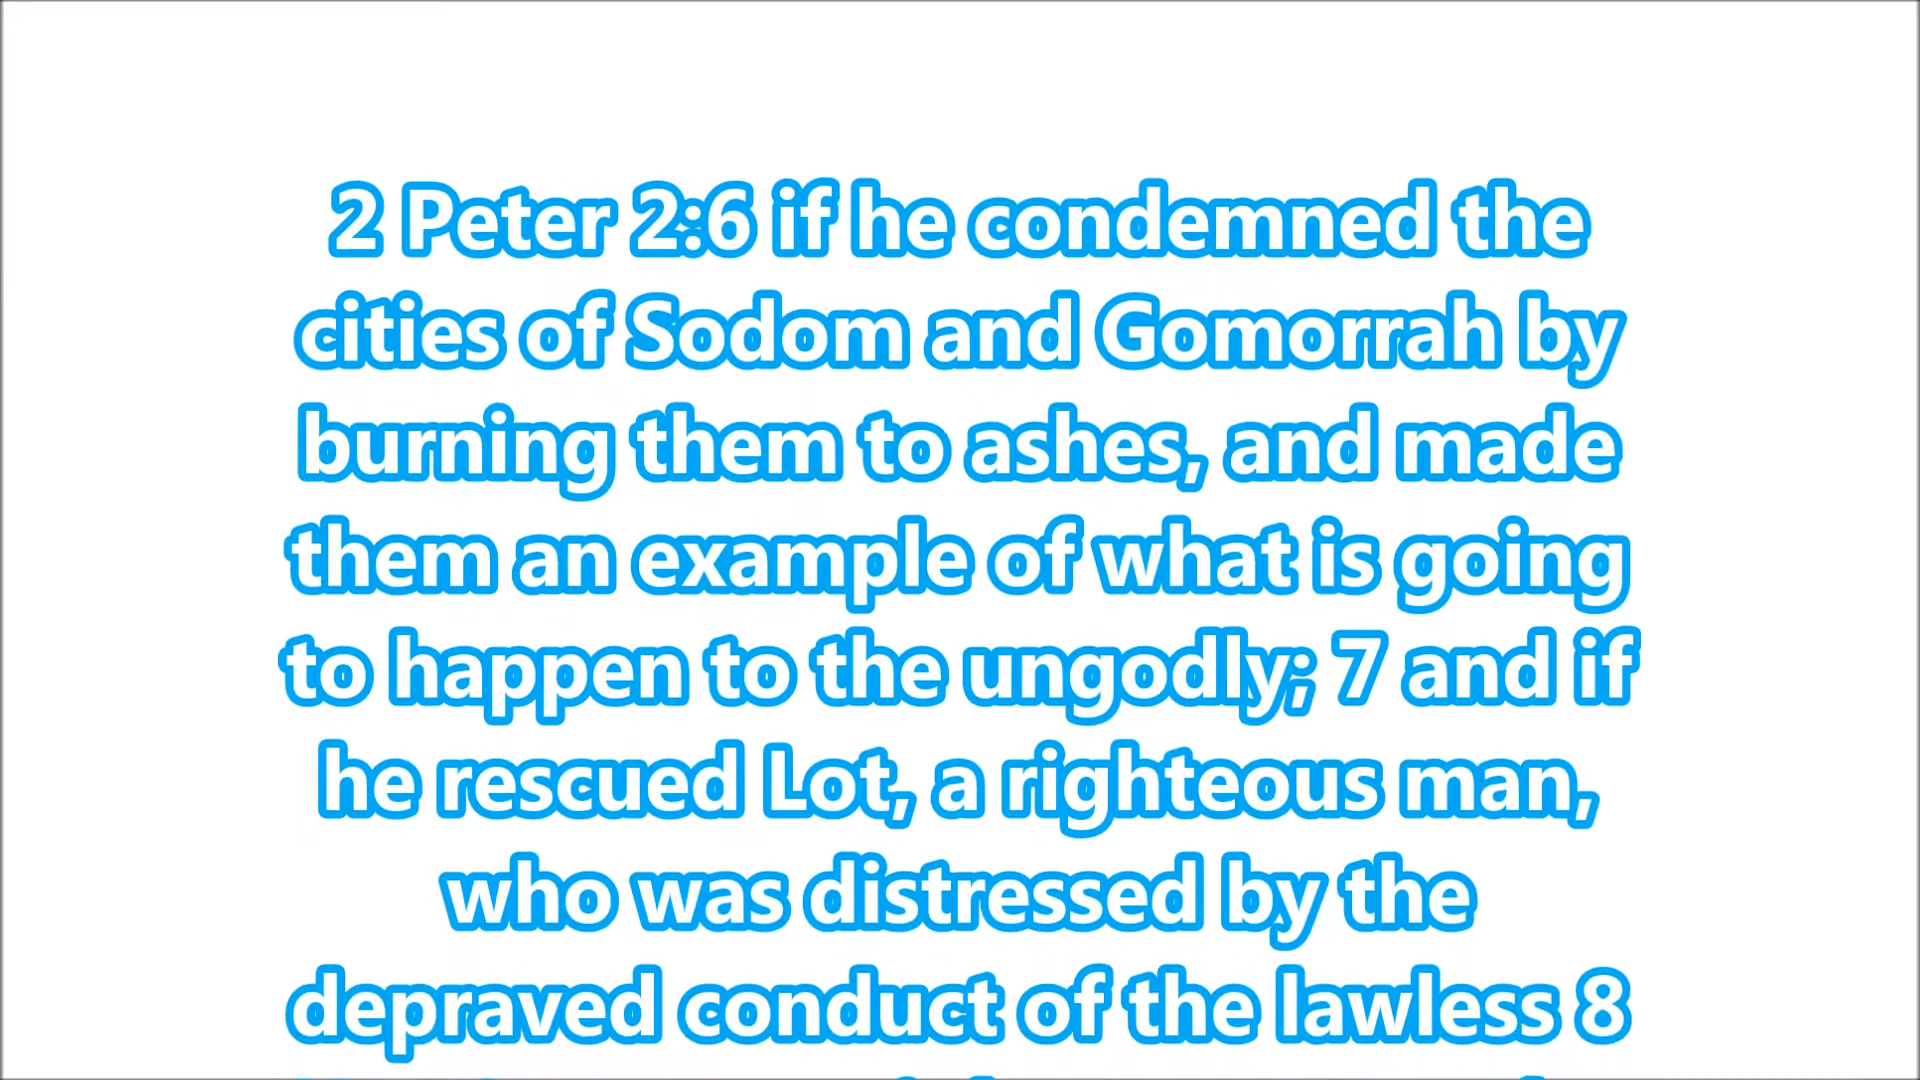 2 Peter 2:6 if he condemned the
cities of Sodom and Gomorrah by
burning them to ashes, and made
them an example of what is going
to happen to the ungodly; 7 and if
he rescued Lot, a righteous man,
who was distressed by the
depraved conduct of the lawless 8